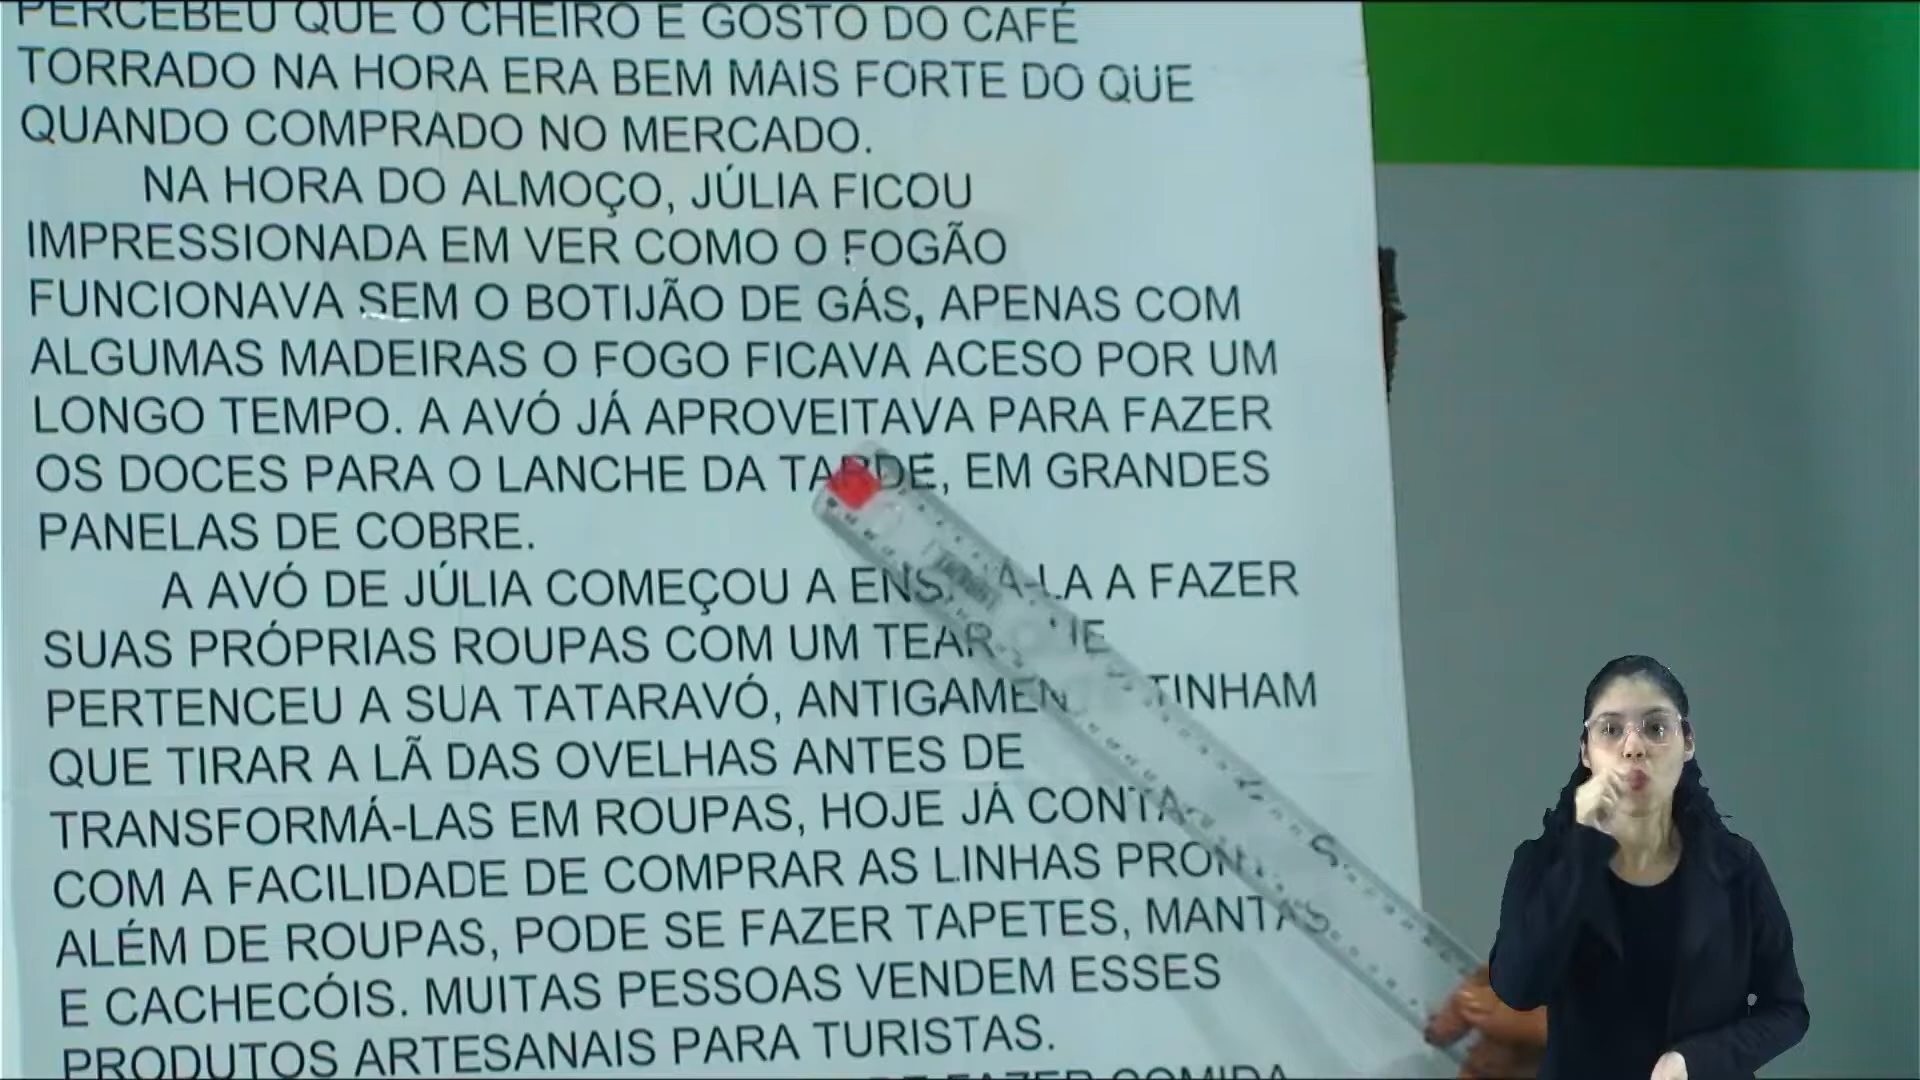 PERCEBEU QUE O CHEIRO E GOSTO DO CAFÉ
TORRADO NA HORA ERA BEM MAIS FORTE DO QUE
QUANDO COMPRADO NO MERCADO.
NA HORA DO ALMOÇO, JÚLIA FICOU
IMPRESSIONADA EM VER COMO O FOGÃO
FUNCIONAVA SEM O BOTIJÃO DE GÁS, APENAS COM
ALGUMAS MADEIRAS O FOGO FICAVA ACESO POR UM
LONGO TEMPO. A AVÓ JÁ APROVEITAVA PARA FAZER
OS DOCES PARA O LANCHE DA TARDE, EM GRANDES
PANELAS DE COBRE.
A AVÓ DE JÚLIA COMEÇOU A A FAZER
SUAS PRÓPRIAS ROUPAS COM UM TEAR
PERTENCEU A SUA TATARAVÓ, TINHAM
QUE TIRAR A LÃ DAS OVELHAS ANTES DE
TRANSFORMÁ-LAS EM ROUPAS, HOJE JÁ
COM A FACILIDADE DE COMPRAR AS LINHAS
ALÉM DE ROUPAS, PODE SE FAZER TAPETES, MANTAS
E CACHECÓIS. MUITAS PESSOAS VENDEM ESSES
PRODUTOS ARTESANAIS PARA TURISTAS.
FAZER COMIDA